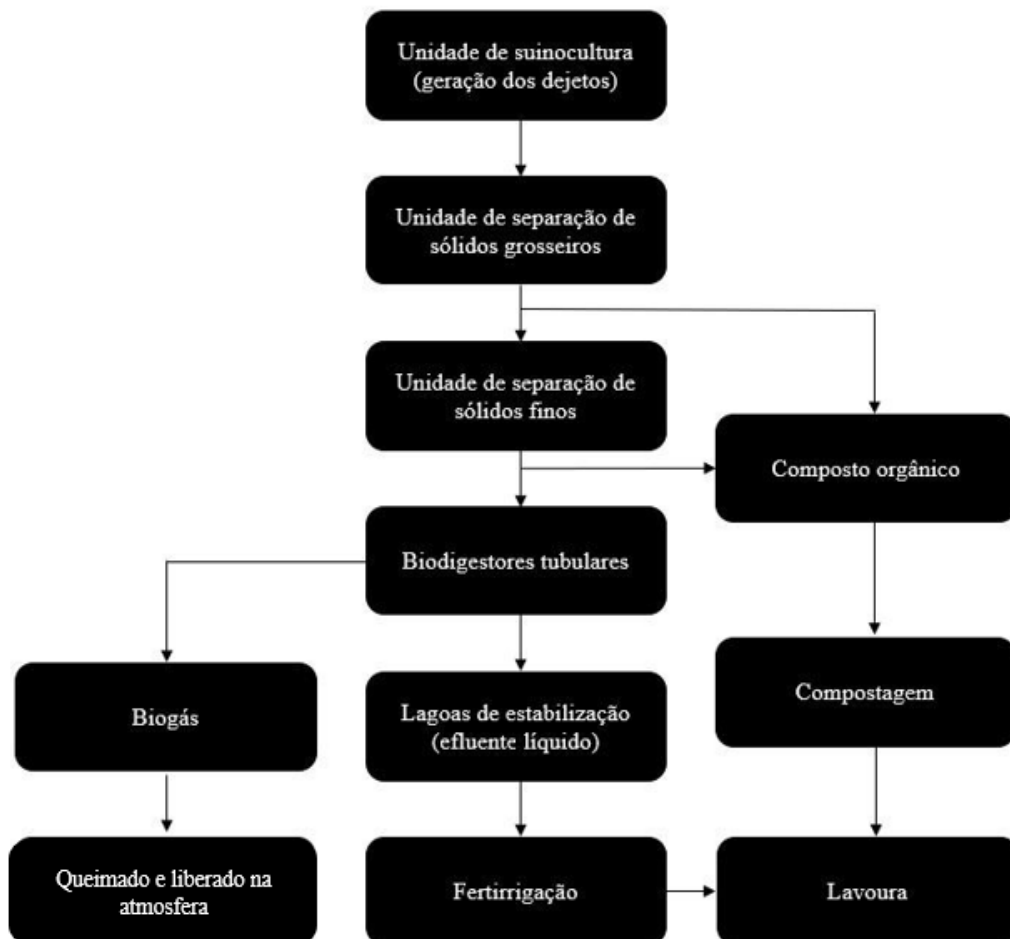 Unidade de suinocultura
(geração dos dejetos)
Unidade de separação de
sólidos grosseiros
Unidade de separação de
sólidos finos
Composto orgânico
Biodigestores tubulares
Biogás
Lagoas de estabilização
(efluente líquido)
Compostagem
Queimado e liberado na
atmosfera
Fertirrigação
Lavoura